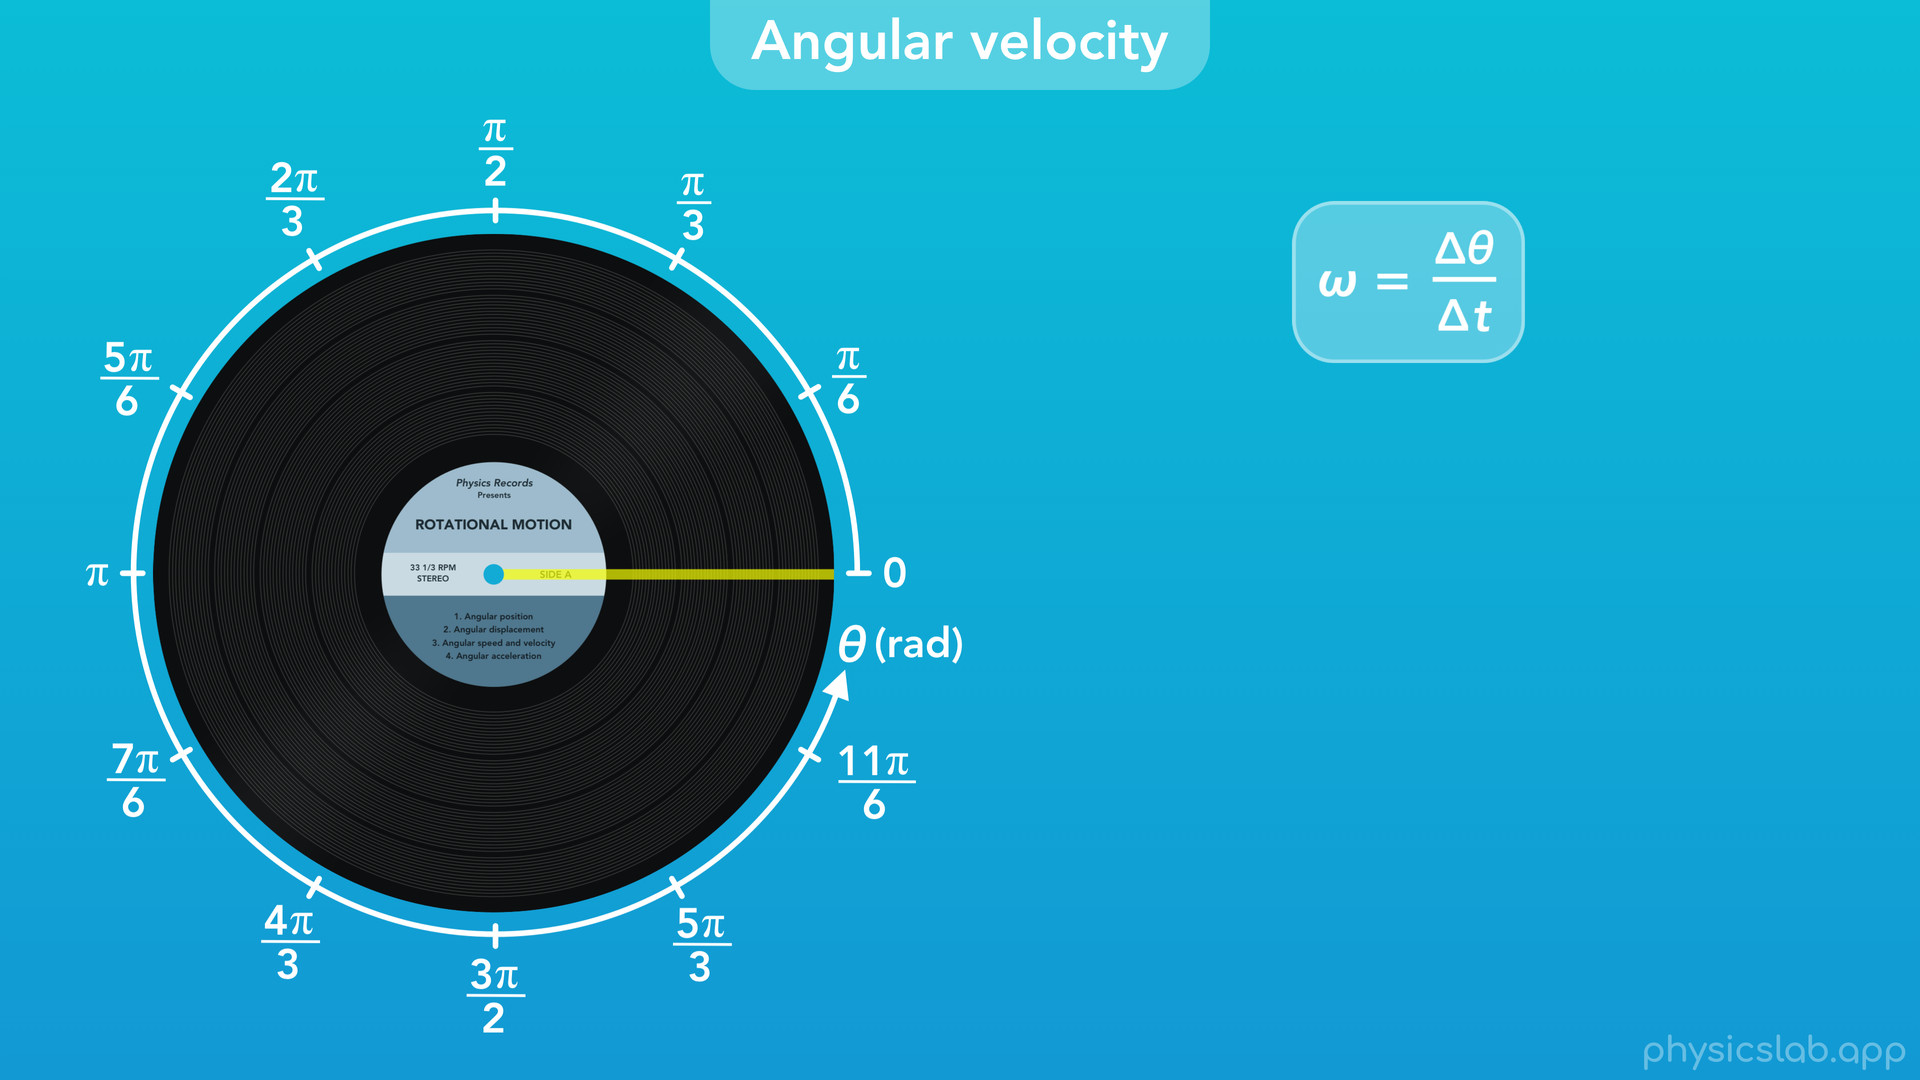 Angular velocity
π/2
2π/3
π/3
5π/6
π/6
ω = Δθ/Δt
Physics Records
Presents
ROTATIONAL MOTION
33 1/3 RPM
STEREO
SIDE A
1. Angular position
2. Angular displacement
3. Angular speed and velocity
4. Angular acceleration
π
0
θ (rad)
7π/6
11π/6
4π/3
5π/3
3π/2
physicslab.app